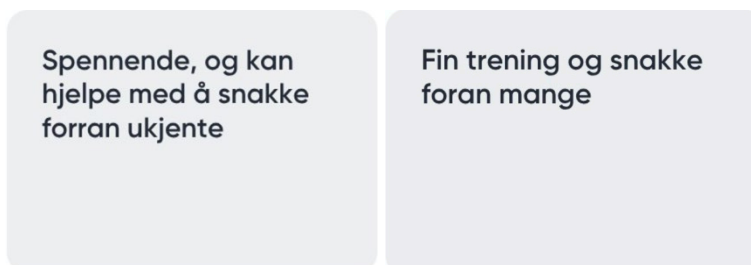 Spennende, og kan
hjelpe med å snakke
forran ukjente
Fin trening og snakke
foran mange